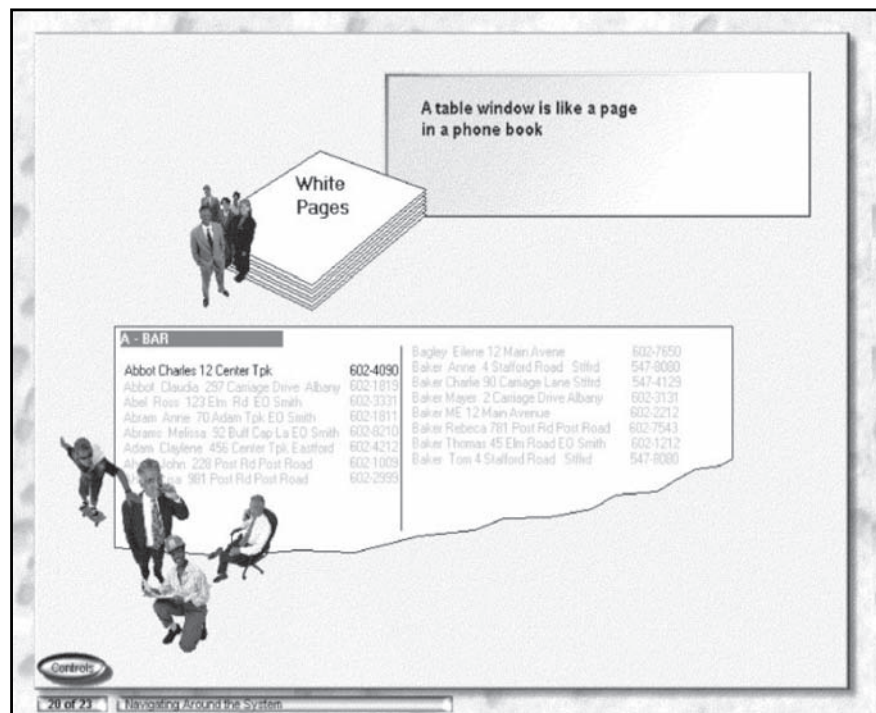 A table window is like a page
in a phone book
White
Pages
A - BAR
Abbot Charles 12 Center Tpk 602-4090
Abbot Claudia 297 Carriage Drive Albany 602-1819
Abel Ross 123 Elm Rd EO Smith 602-3331
Abram Anne 70 Adam Tpk EO Smith 602-1811
Abrams Melissa 92 Buff Cap La EO Smith 602-8210
Adam Claylene 456 Center Tpk Eastford 602-4212
John 228 Post Rd Post Road 602-1009
981 Post Rd Post Road 602-2999
Bagley Eilene 12 Main Avene 602-7650
Baker Anne 4 Stafford Road Stffrd 547-8080
Baker Charlie 90 Carriage Lane Stffrd 547-4129
Baker Mayer 2 Carriage Drive Albany 602-3131
Baker ME 12 Main Avenue 602-2212
Baker Rebeca 781 Post Rd Post Road 602-7543
Baker Thomas 45 Elm Road EO Smith 602-1212
Baker Tom 4 Stafford Road Stffrd 547-8080
Controls
20 of 23 Navigating Around the System